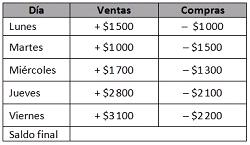 Día Ventas Compras
Lunes + $1500 – $1000
Martes + $1000 – $1500
Miércoles + $1700 – $1300
Jueves + $2800 – $2100
Viernes + $3100 – $2200
Saldo final